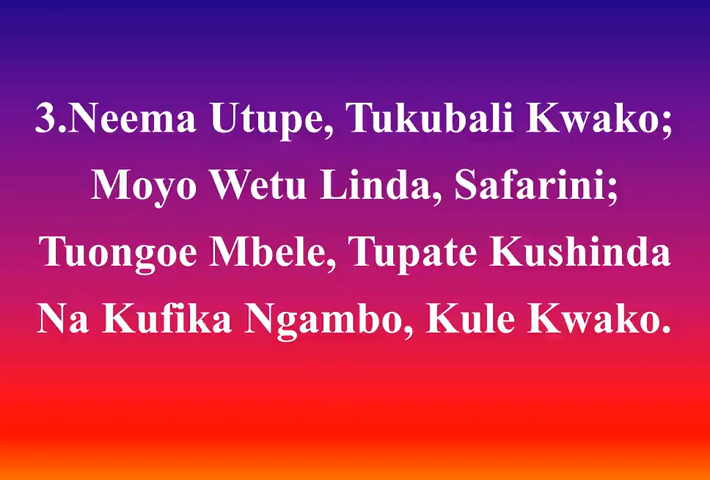 3.Neema Utupe, Tukubali Kwako;
Moyo Wetu Linda, Safarini;
Tuongoe Mbele, Tupate Kushinda
Na Kufika Ngambo, Kule Kwako.